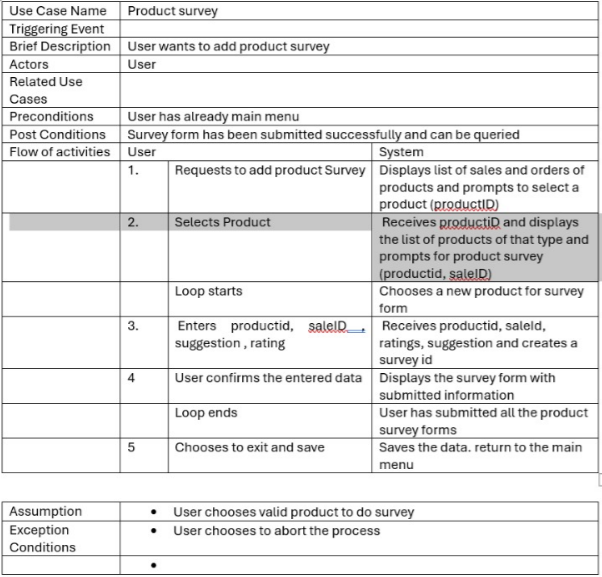 Use Case Name Product survey
Triggering Event
Brief Description User wants to add product survey
Actors User
Related Use
Cases
Preconditions User has already main menu
Post Conditions Survey form has been submitted successfully and can be queried
Flow of activities User System
1. Requests to add product Survey Displays list of sales and orders of
products and prompts to select a
product (productID)
2. Selects Product Receives productiD and displays
the list of products of that type and
prompts for product survey
(productid, saleID)
Loop starts Chooses a new product for survey
form
3. Enters productid, saleID , Receives productid, saleId,
suggestion , rating ratings, suggestion and creates a
survey id
4 User confirms the entered data Displays the survey form with
submitted information
Loop ends User has submitted all the product
survey forms
5 Chooses to exit and save Saves the data. return to the main
menu
Assumption • User chooses valid product to do survey
Exception • User chooses to abort the process
Conditions
•